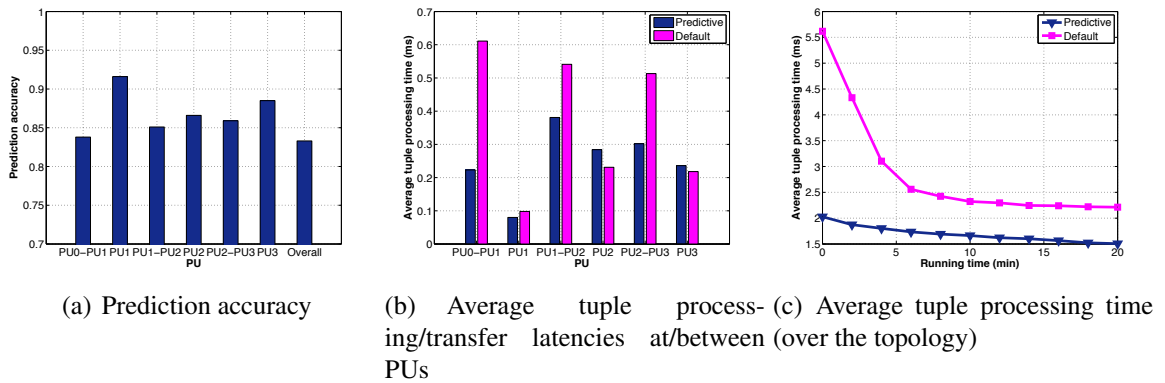 1
0.95
0.9
0.85
0.8
0.75
0.7
Prediction accuracy
PU0−PU1 PU1 PU1−PU2 PU2 PU2−PU3 PU3 Overall
PU
0.7
0.6
0.5
0.4
0.3
0.2
0.1
0
Average tuple processing time (ms)
Predictive
Default
PU0−PU1 PU1 PU1−PU2 PU2 PU2−PU3 PU3
PU
6
5.5
5
4.5
4
3.5
3
2.5
2
1.5
Average tuple processing time (ms)
Predictive
Default
0 5 10 15 20
Running time (min)
(a) Prediction accuracy
(b) Average tuple process-
ing/transfer latencies at/between
PUs
(c) Average tuple processing time
(over the topology)